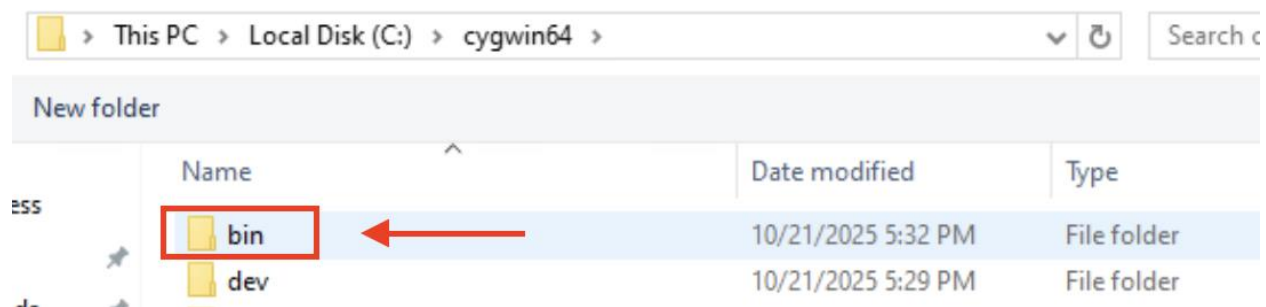 This PC > Local Disk (C:) > cygwin64 >
Search
New folder
Name Date modified Type
bin 10/21/2025 5:32 PM File folder
dev 10/21/2025 5:29 PM File folder